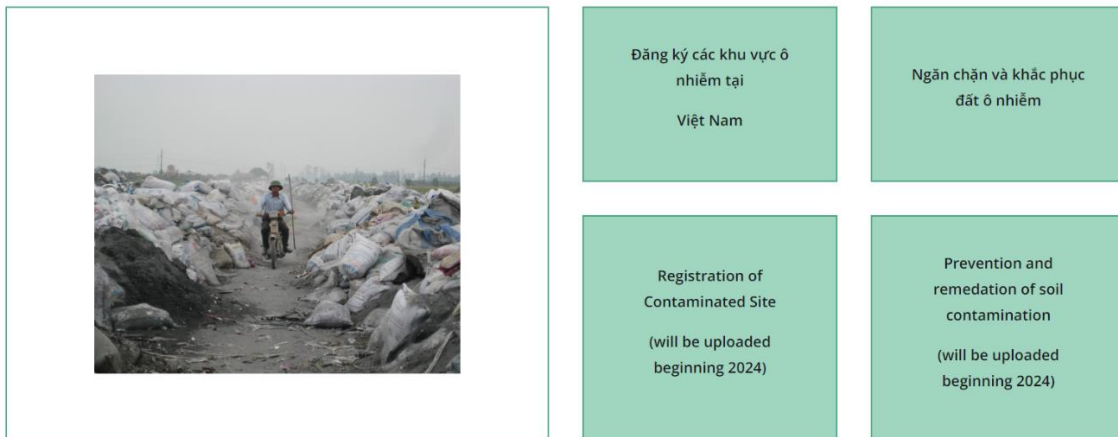 Đăng ký các khu vực ô
nhiễm tại
Việt Nam
Ngăn chặn và khắc phục
đất ô nhiễm
Registration of
Contaminated Site
(will be uploaded
beginning 2024)
Prevention and
remedation of soil
contamination
(will be uploaded
beginning 2024)